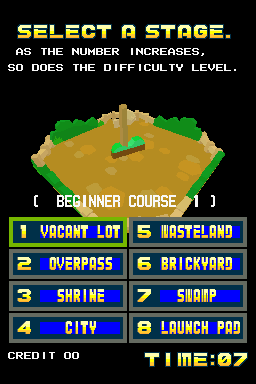 SELECT A STAGE.
AS THE NUMBER INCREASES,
SO DOES THE DIFFICULTY LEVEL.
( BEGINNER COURSE 1 )
1 VACANT LOT
2 OVERPASS
3 SHRINE
4 CITY
5 WASTELAND
6 BRICKYARD
7 SWAMP
8 LAUNCH PAD
CREDIT 00
TIME:07